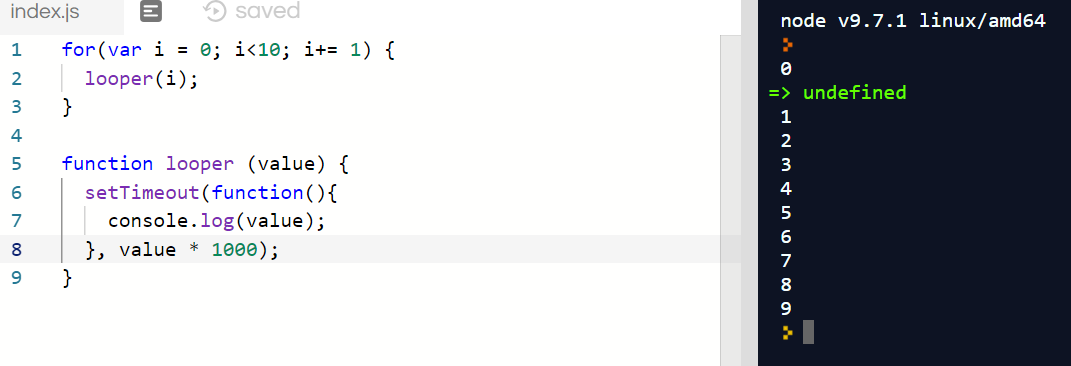 index.js saved
1 for(var i = 0; i<10; i+= 1) {
2 looper(i);
3 }
4
5 function looper (value) {
6 setTimeout(function(){
7 console.log(value);
8 }, value * 1000);
9 }
node v9.7.1 linux/amd64
0
=> undefined
1
2
3
4
5
6
7
8
9